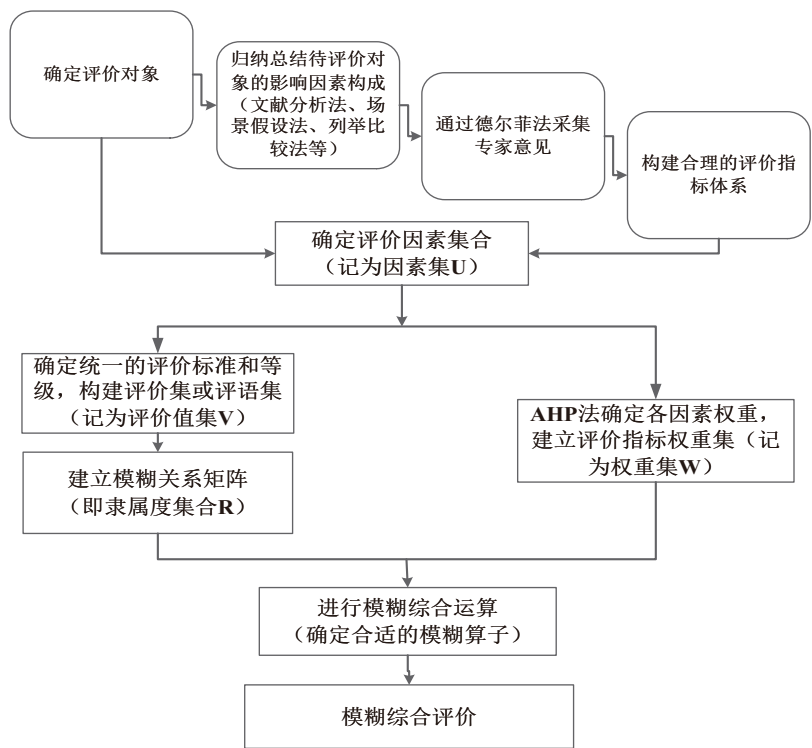 确定评价对象
归纳总结待评价对
象的影响因素构成
（文献分析法、场
景假设法、列举比
较法等）
通过德尔菲法采集
专家意见
构建合理的评价指
标体系
确定评价因素集合
（记为因素集U）
确定统一的评价标准和等
级，构建评价集或评语集
（记为评价值集V）
AHP法确定各因素权重，
建立评价指标权重集（记
为权重集W）
建立模糊关系矩阵
（即隶属度集合R）
进行模糊综合运算
（确定合适的模糊算子）
模糊综合评价